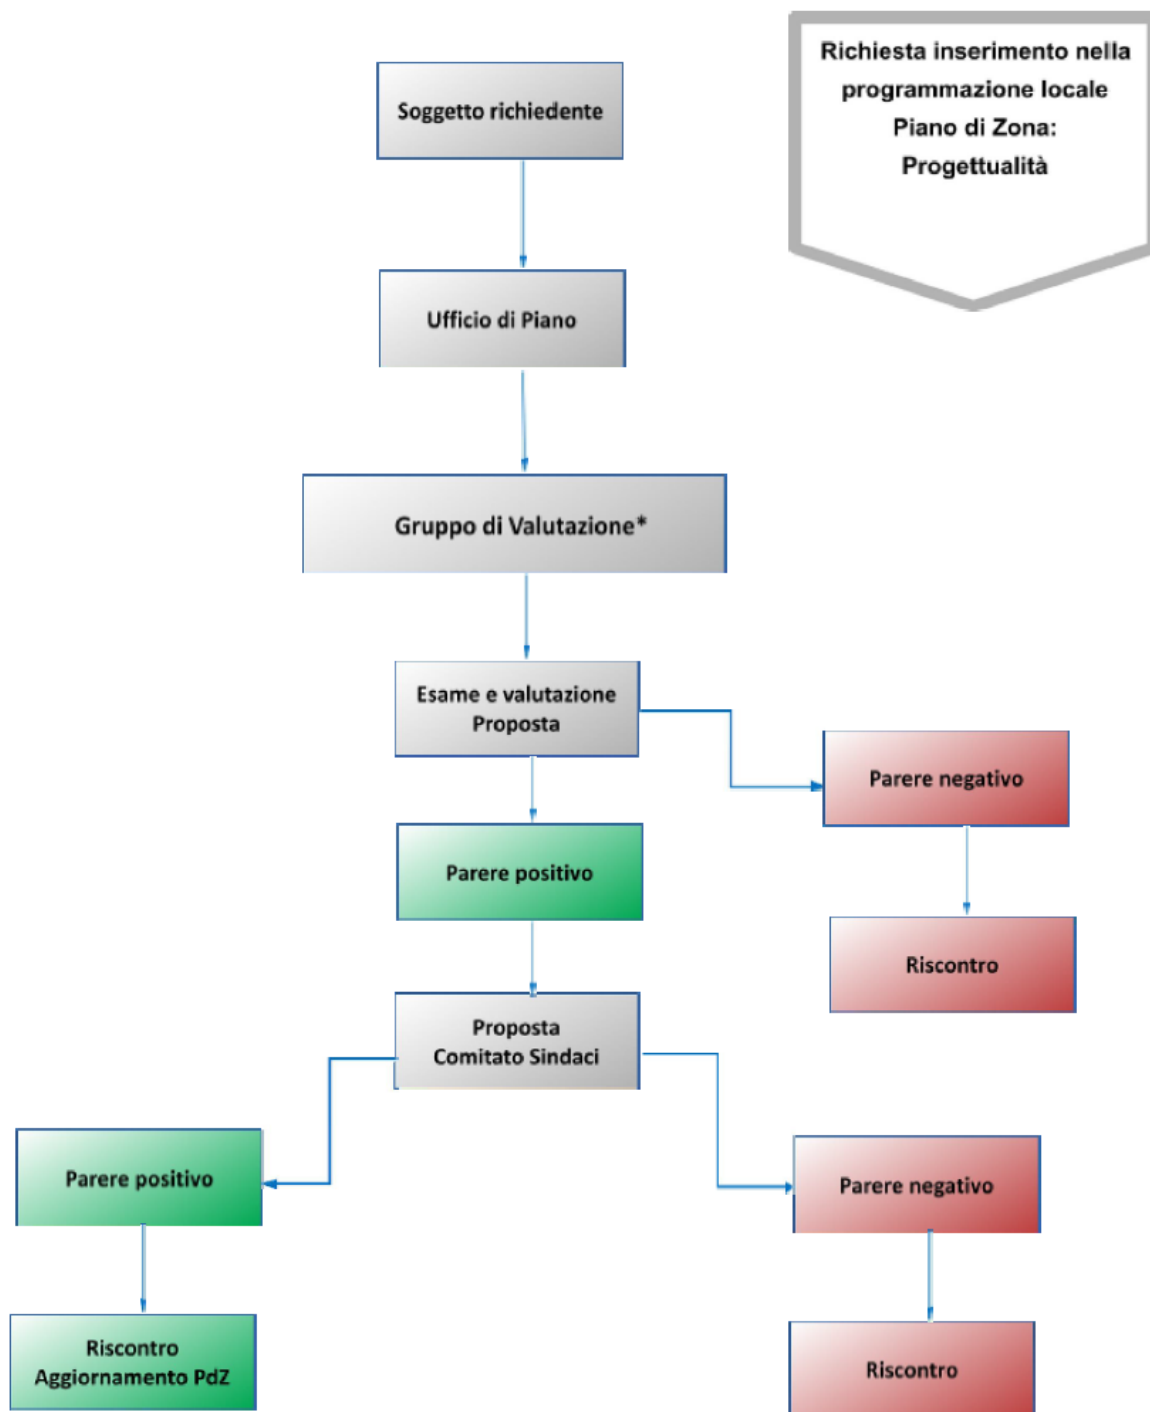 Richiesta inserimento nella
programmazione locale
Piano di Zona:
Progettualità
Soggetto richiedente
Ufficio di Piano
Gruppo di Valutazione*
Esame e valutazione
Proposta
Parere negativo
Parere positivo
Riscontro
Proposta
Comitato Sindaci
Parere positivo
Parere negativo
Riscontro
Aggiornamento PdZ
Riscontro